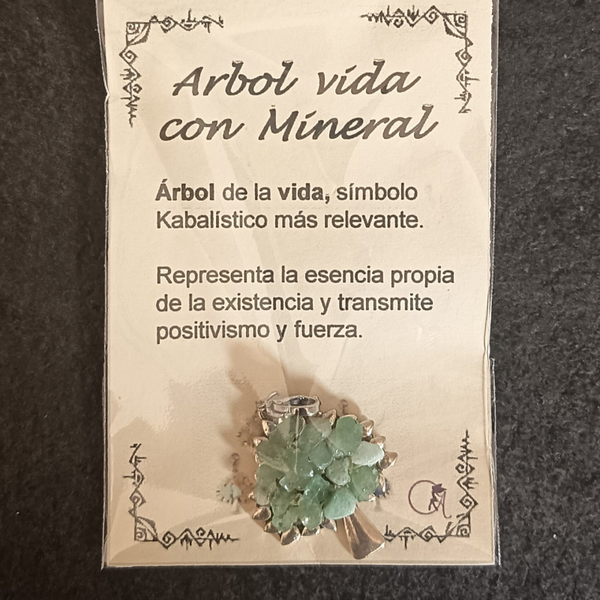 Arbol vida
con Mineral
Árbol de la vida, símbolo
Kabalístico más relevante.
Representa la esencia propia
de la existencia y transmite
positivismo y fuerza.